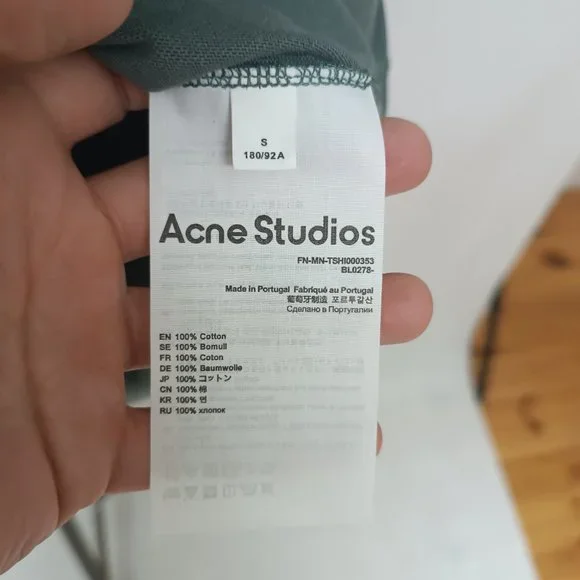 S
180/92A
Acne Studios
FN-MN-TSHI000353
BL0278-
Made in Portugal Fabriqué au Portugal
葡萄牙制造 포르투갈산
Сделано в Португалии
EN 100% Cotton
SE 100% Bomull
FR 100% Coton
DE 100% Baumwolle
JP 100% コットン
CN 100% 棉
KR 100% 면
RU 100% хлопок